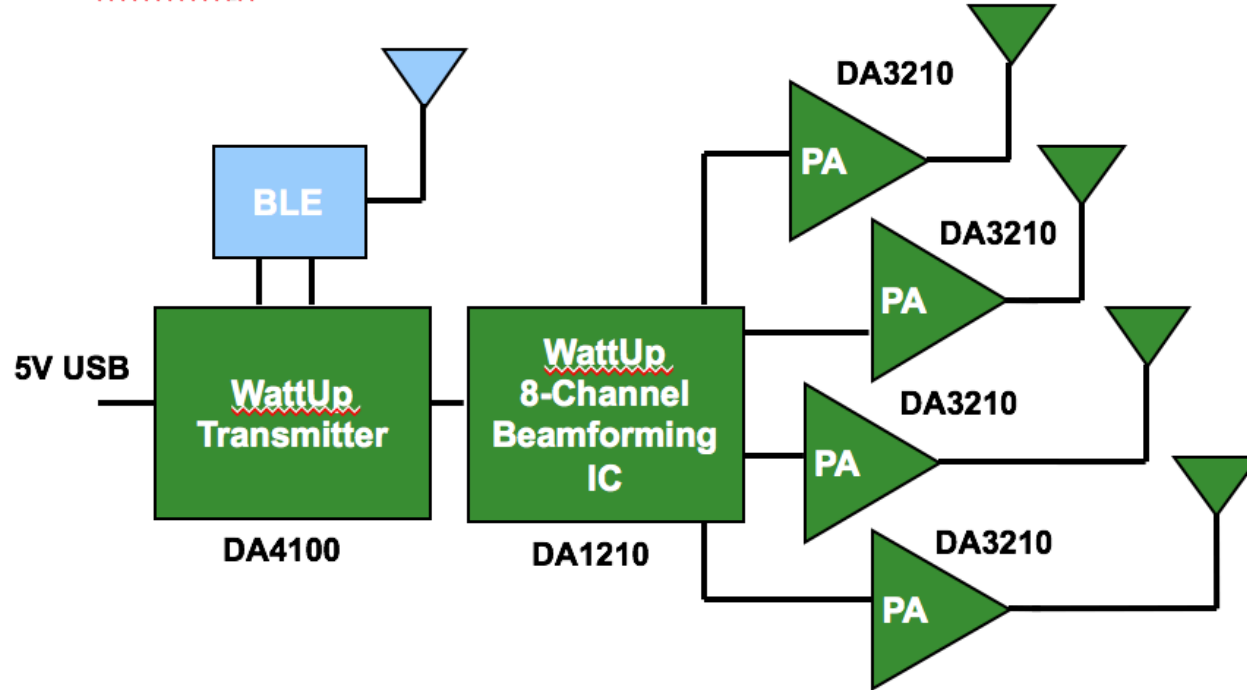 DA3210
PA
DA3210
PA
BLE
5V USB
WattUp
Transmitter
DA4100
WattUp
8-Channel
Beamforming
IC
DA1210
DA3210
PA
DA3210
PA